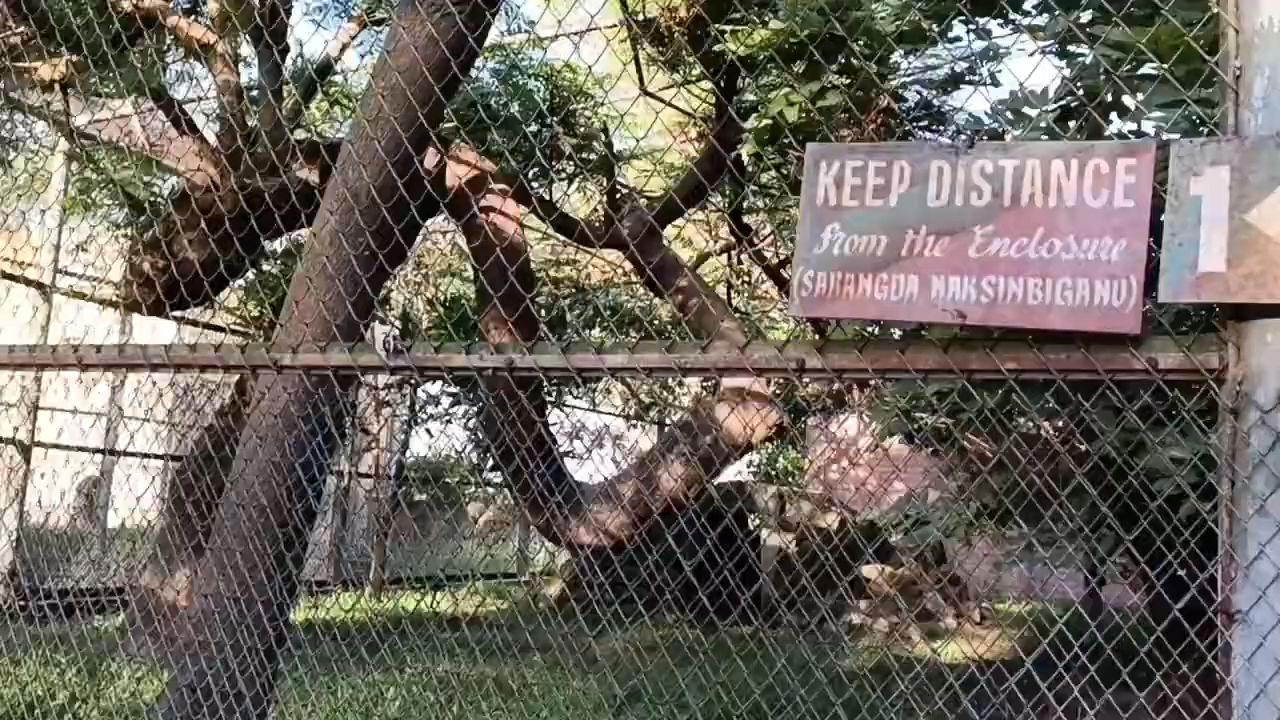 KEEP DISTANCE
from the Enclosure
(SARANGDA NAKSINBIGANU)
1